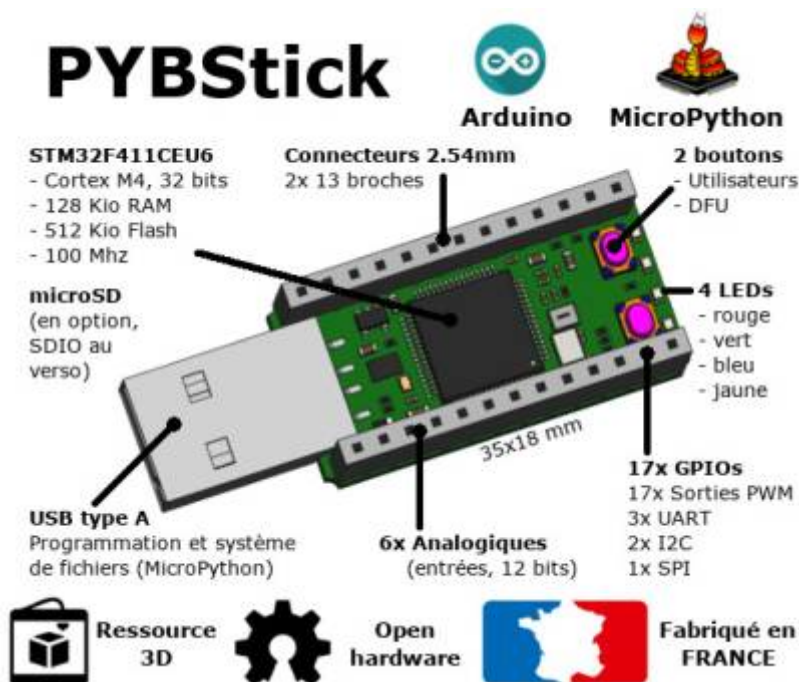 PYBStick
Arduino
MicroPython
STM32F411CEU6
- Cortex M4, 32 bits
- 128 Kio RAM
- 512 Kio Flash
- 100 Mhz
Connecteurs 2.54mm
2x 13 broches
2 boutons
- Utilisateurs
- DFU
microSD
(en option,
SDIO au
verso)
4 LEDs
- rouge
- vert
- bleu
- jaune
35x18 mm
USB type A
Programmation et système
de fichiers (MicroPython)
6x Analogiques
(entrées, 12 bits)
17x GPIOs
17x Sorties PWM
3x UART
2x I2C
1x SPI
Ressource
3D
Open
hardware
Fabriqué en
FRANCE